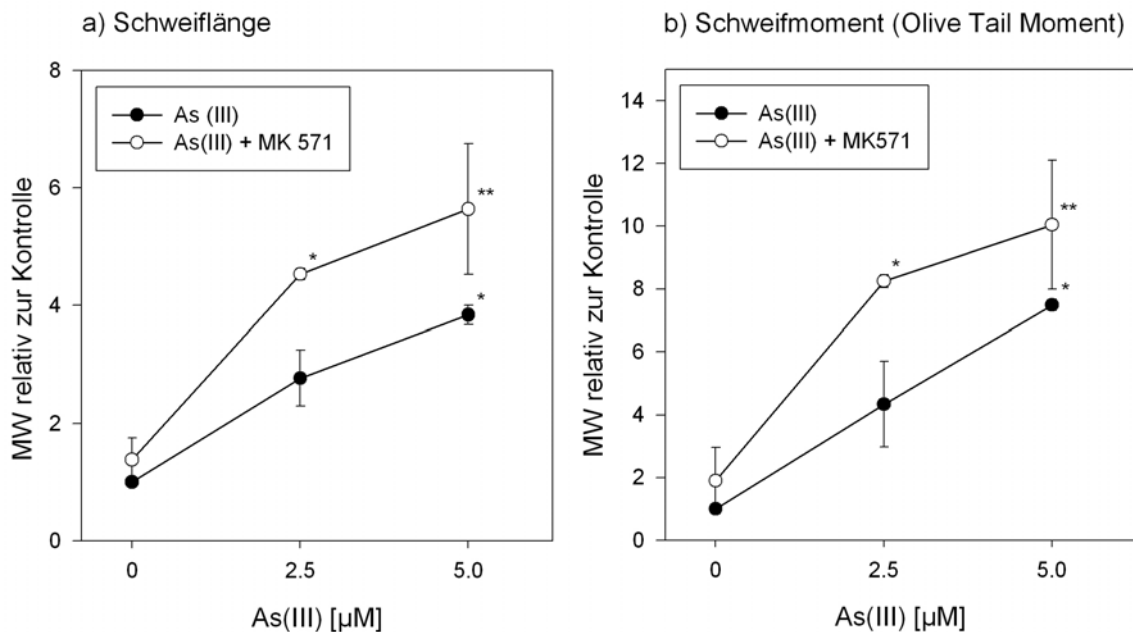 a) Schweiflänge
8
6
4
2
0
MW relativ zur Kontrolle
As (III)
As(III) + MK 571
*
**
*
0
2.5
5.0
As(III) [µM]
b) Schweifmoment (Olive Tail Moment)
14
12
10
8
6
4
2
0
MW relativ zur Kontrolle
As(III)
As(III) + MK571
*
**
*
0
2.5
5.0
As(III) [µM]